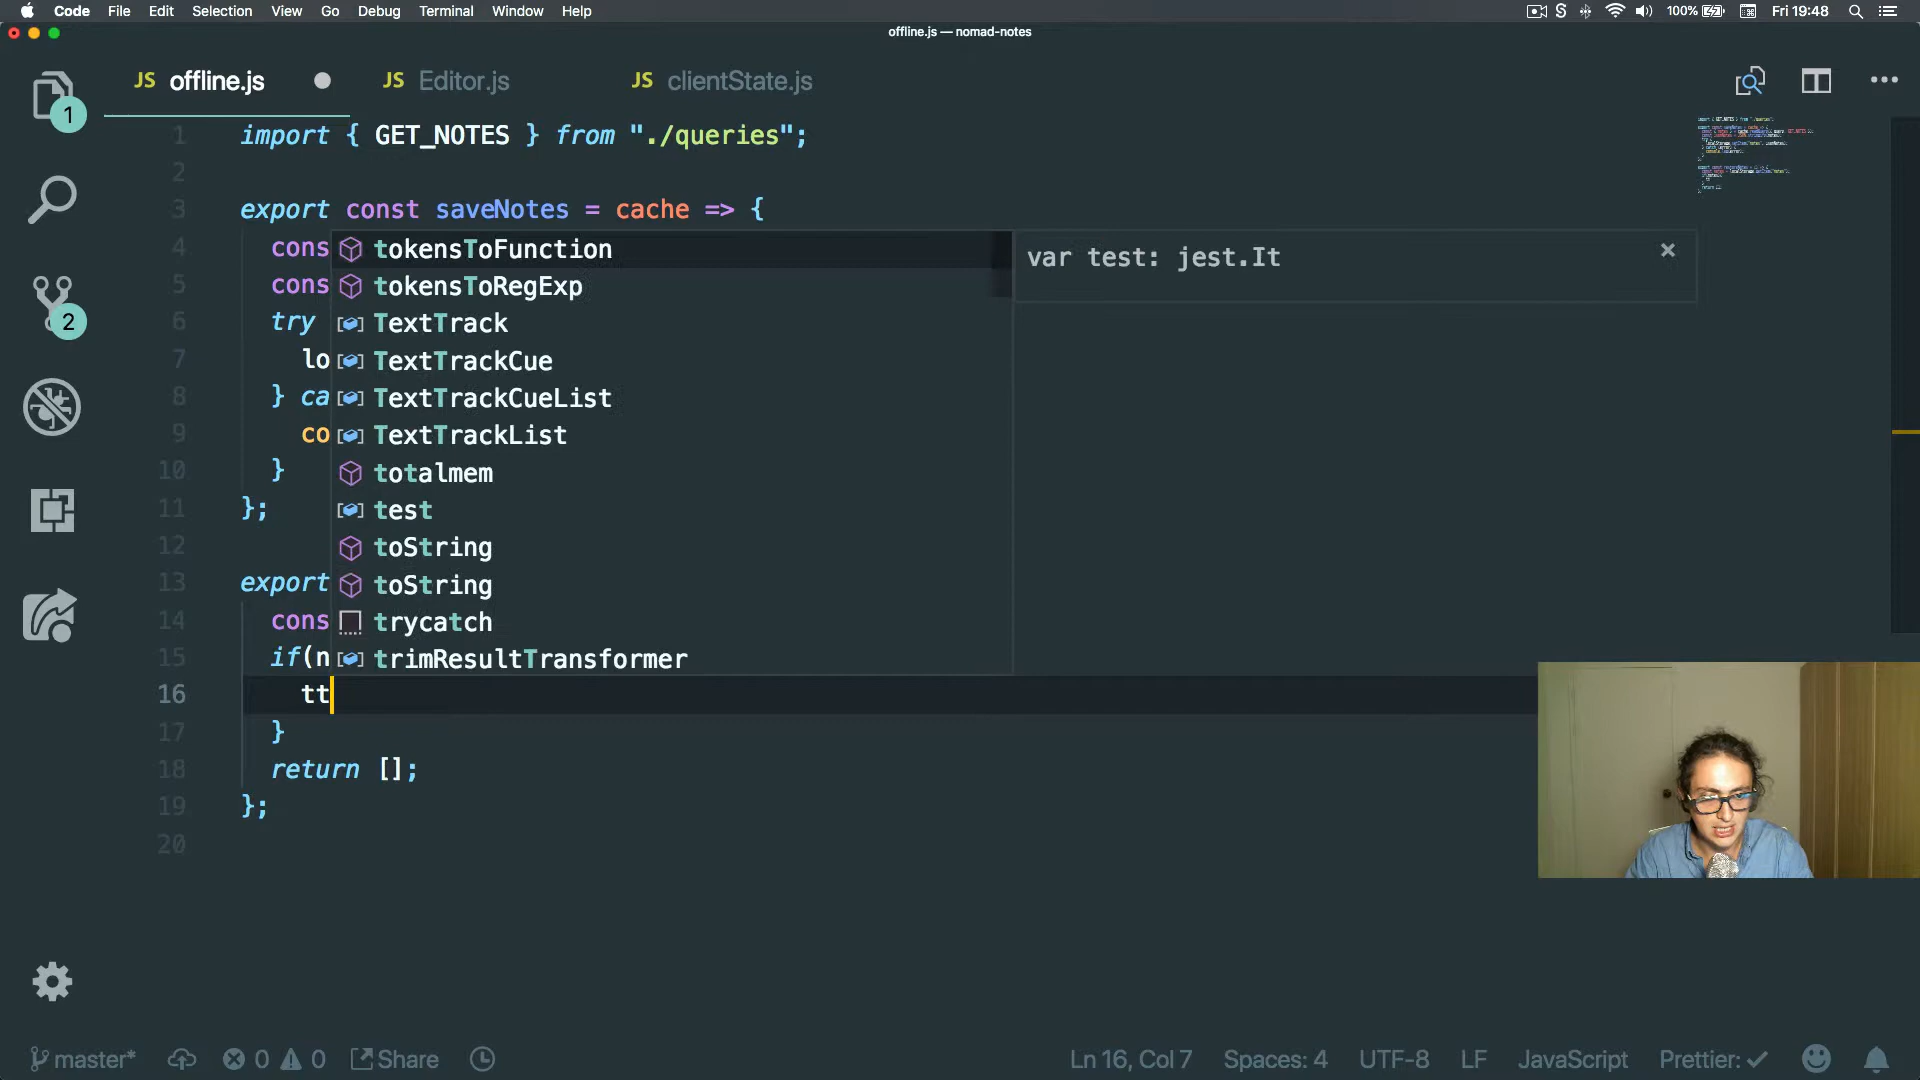 Code File Edit Selection View Go Debug Terminal Window Help
100% Fri 19:48
offline.js — nomad-notes
JS offline.js JS Editor.js JS clientState.js
1
2
1 import { GET_NOTES } from "./queries";
2
3 export const saveNotes = cache => {
4 cons
5 cons
6 try
7 lo
8 } ca
9 co
10 }
11 };
12
13 export
14 cons
15 if(n
16 tt
17 }
18 return [];
19 };
20
tokensToFunction
tokensToRegExp
TextTrack
TextTrackCue
TextTrackCueList
TextTrackList
totalmem
test
toString
toString
trycatch
trimResultTransformer
var test: jest.It
master* 0 0 Share Ln 16, Col 7 Spaces: 4 UTF-8 LF JavaScript Prettier: ✓